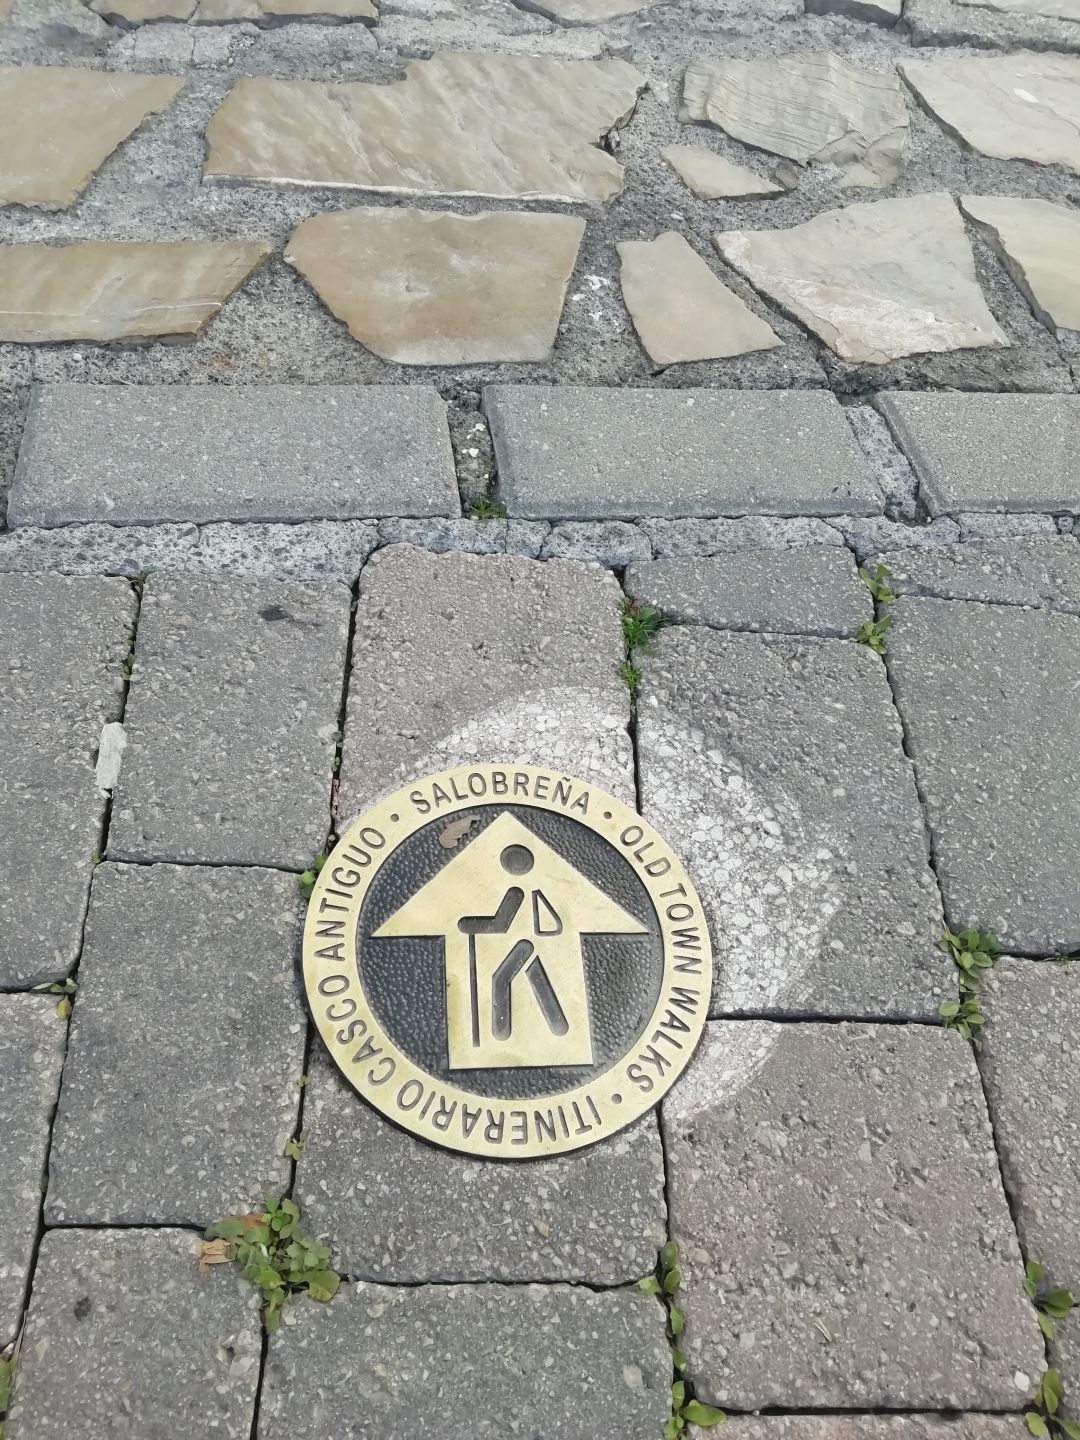 SALOBREÑA • OLD TOWN WALKS • ITINERARIO CASCO ANTIGUO •